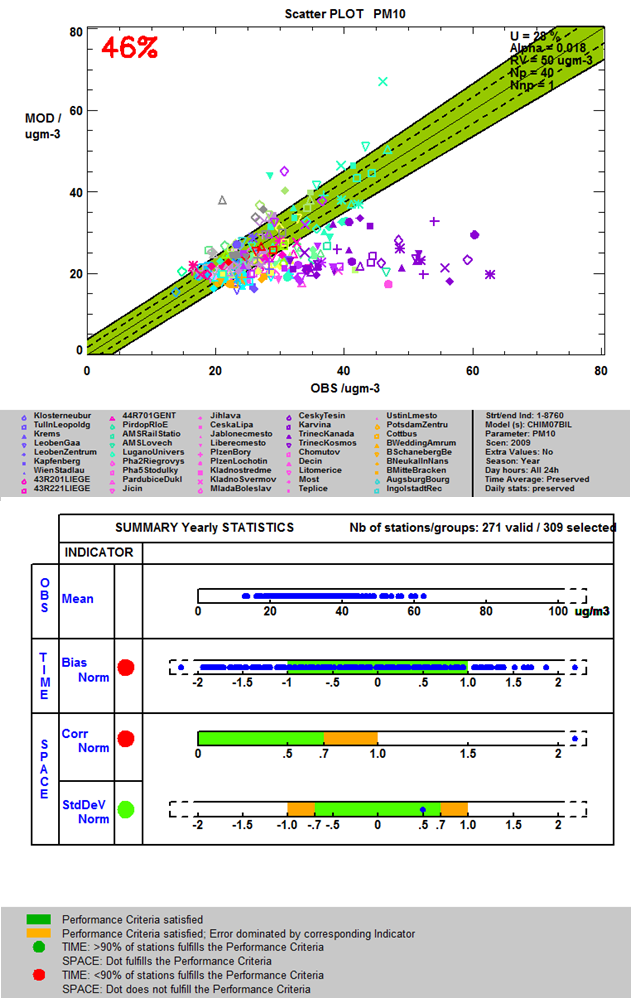 Scatter PLOT PM10
46%
U = 28 %
Alpha = 0.018
RV = 50 ugm-3
Np = 40
Nnp = 1
MOD /
ugm-3
80
60
40
20
0
0 20 40 60 80
OBS /ugm-3
Klosterneubur 44R701GENT Jihlava CeskyTesin UstinLmesto Strt/end Ind: 1-8760
TullnLeopoldg PirdopRIoE CeskaLipa Karvina PotsdamZentru Model (s): CHIM07BIL
Krems AMSRailStatio Jablonecmesto TrinecKanada Cottbus Parameter: PM10
LeobenGaa AMSLovech Liberecmesto TrinecKosmos BWeddingAmrum Scen: 2009
LeobenZentrum LuganoUnivers PlzenBory Chomutov BSchanebergBe Extra Values: No
Kapfenberg Pha2Riegrovys PlzenLochotin Decin BNeukallnNans Season: Year
WienStadlau Pha5Stodulky Kladnostredme Litomerice BMitteBracken Day hours: All 24h
43R201LIEGE PardubiceDukl KladnoSvermov Most AugsburgBourg Time Average: Preserved
43R221LIEGE Jicin MladaBoleslav Teplice IngolstadtRec Daily stats: preserved
SUMMARY Yearly STATISTICS Nb of stations/groups: 271 valid / 309 selected
INDICATOR
OBS
Mean
0 20 40 60 80 100 ug/m3
TIME
Bias
Norm
-2 -1.5 -1 -.5 0 .5 1.0 1.5 2
SPACE
Corr
Norm
0 .5 .7 1.0 1.5 2
StdDeV
Norm
-2 -1.5 -1.0 -.7 -.5 0 .5 .7 1.0 1.5 2
Performance Criteria satisfied
Performance Criteria satisfied; Error dominated by corresponding Indicator
TIME: >90% of stations fulfills the Performance Criteria
SPACE: Dot fulfills the Performance Criteria
TIME: <90% of stations fulfills the Performance Criteria
SPACE: Dot does not fulfill the Performance Criteria